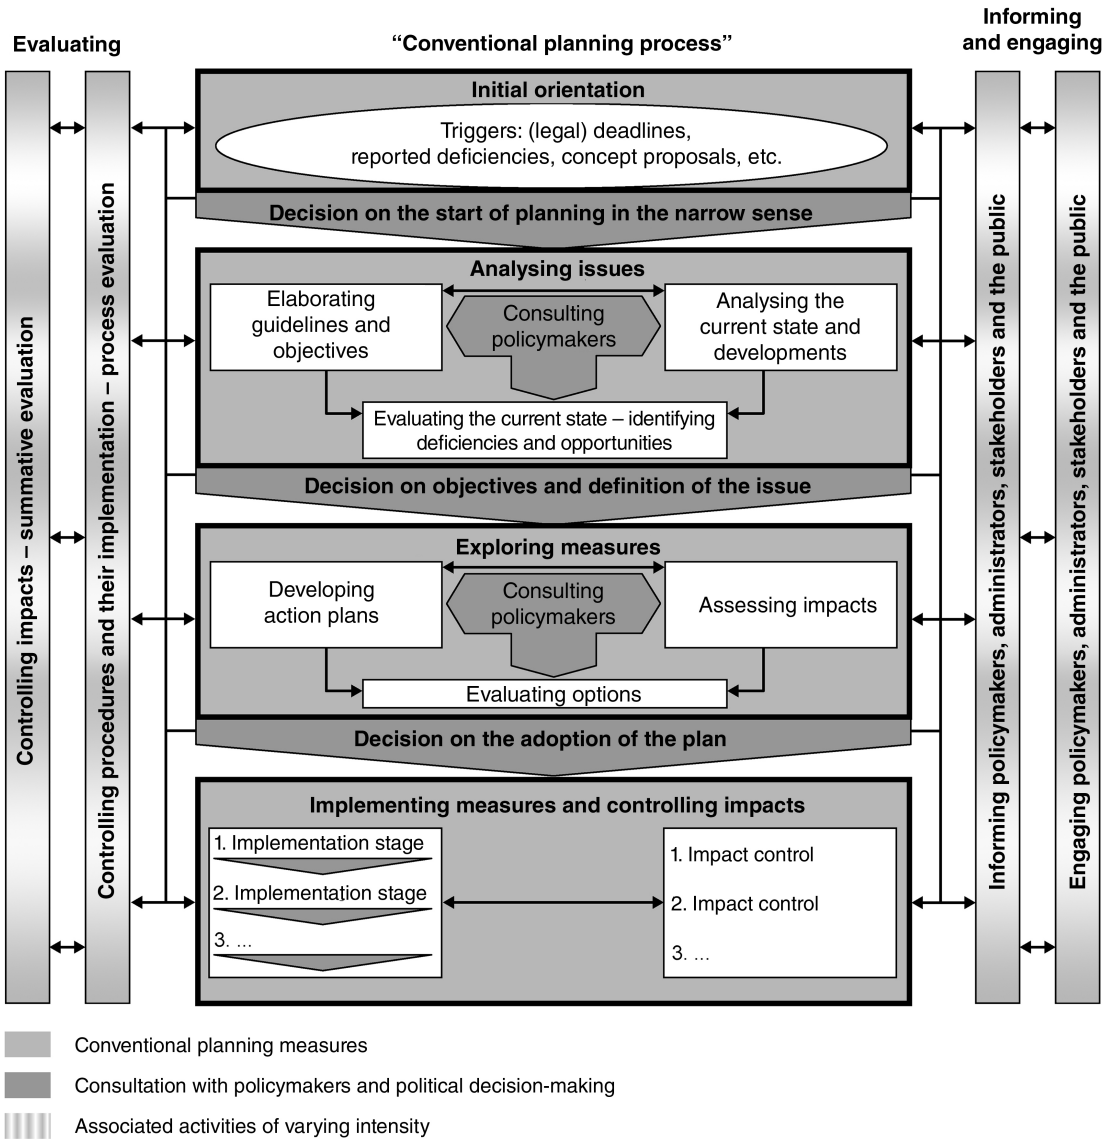 Evaluating
“Conventional planning process”
Informing
and engaging
Controlling impacts – summative evaluation
Controlling procedures and their implementation – process evaluation
Initial orientation
Triggers: (legal) deadlines,
reported deficiencies, concept proposals, etc.
Decision on the start of planning in the narrow sense
Analysing issues
Elaborating
guidelines and
objectives
Consulting
policymakers
Analysing the
current state and
developments
Evaluating the current state – identifying
deficiencies and opportunities
Decision on objectives and definition of the issue
Exploring measures
Developing
action plans
Consulting
policymakers
Assessing impacts
Evaluating options
Decision on the adoption of the plan
Implementing measures and controlling impacts
1. Implementation stage
2. Implementation stage
3. ...
1. Impact control
2. Impact control
3. ...
Informing policymakers, administrators, stakeholders and the public
Engaging policymakers, administrators, stakeholders and the public
Conventional planning measures
Consultation with policymakers and political decision-making
Associated activities of varying intensity